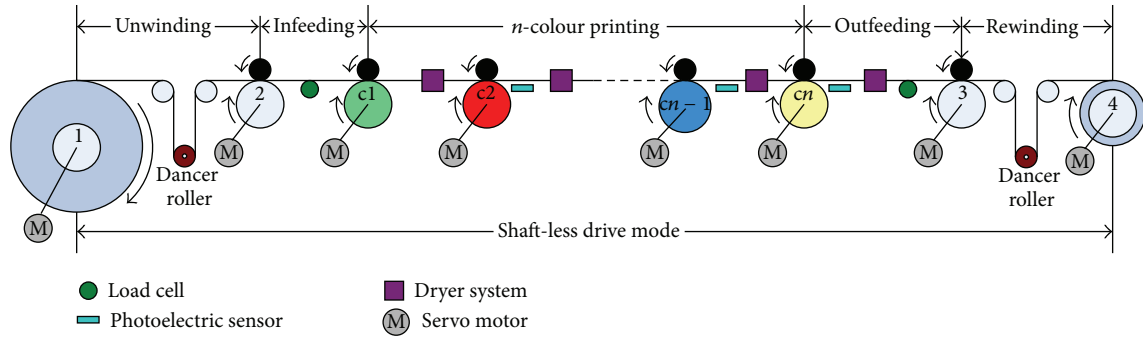 Unwinding
Infeeding
n-colour printing
Outfeeding
Rewinding
1
2
c1
c2
cn − 1
cn
3
4
M
M
M
M
M
M
M
M
Dancer
roller
Dancer
roller
Shaft-less drive mode
Load cell
Dryer system
Photoelectric sensor
M
Servo motor